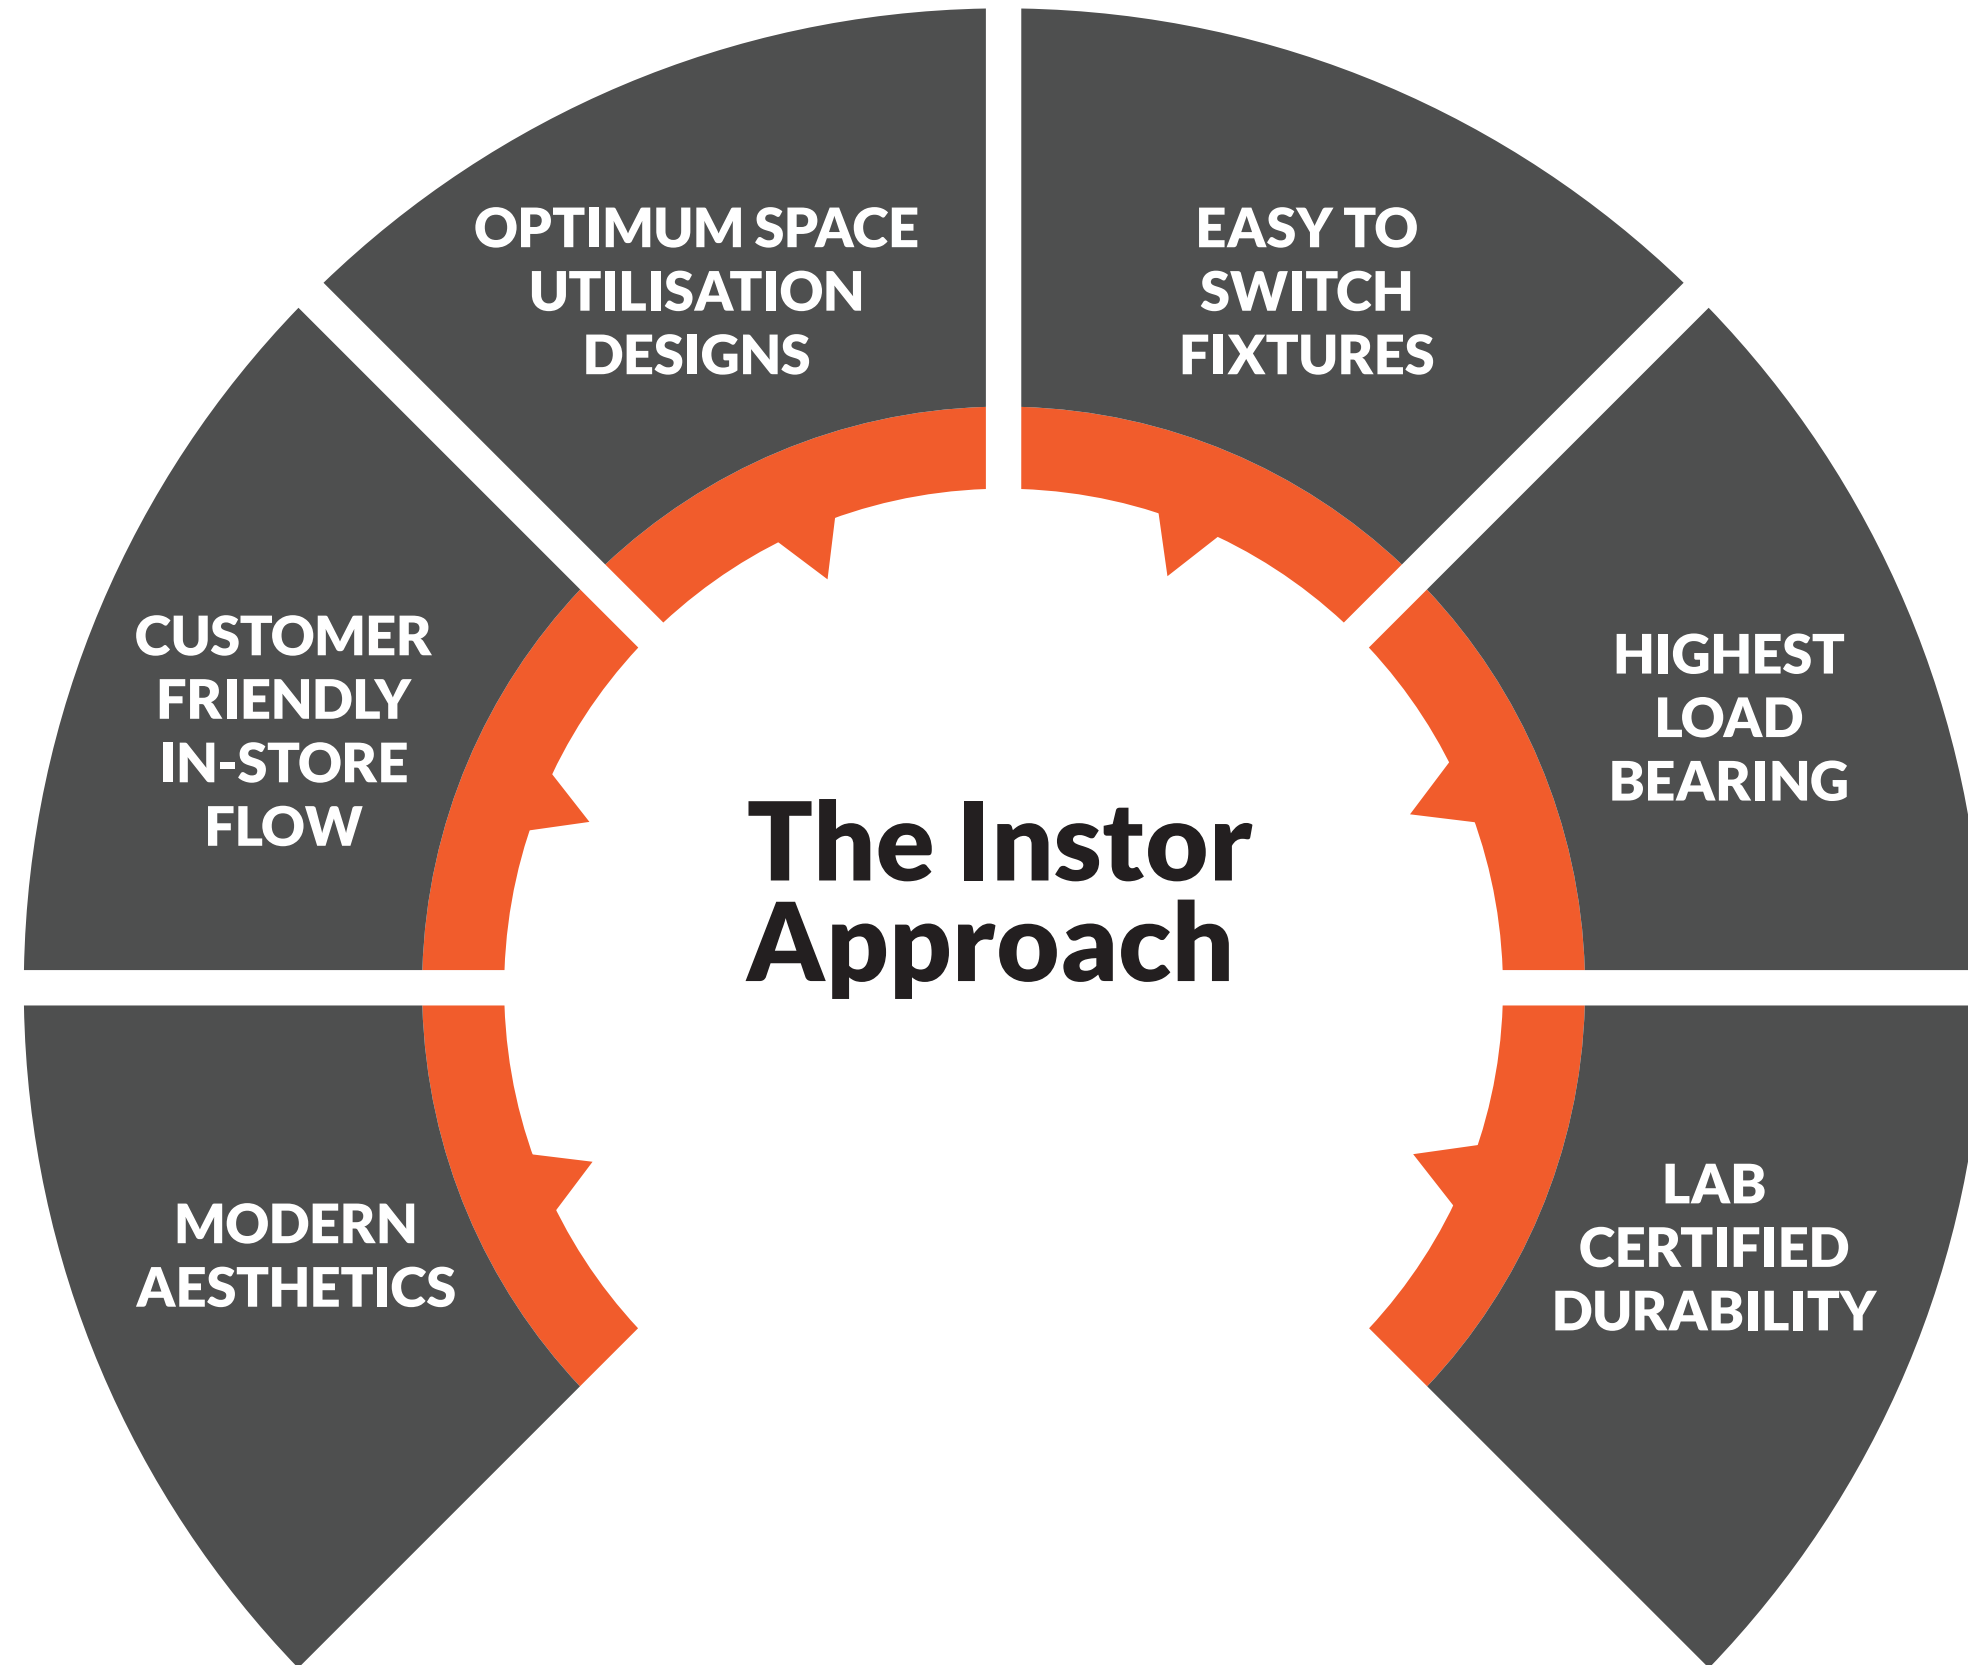 OPTIMUM SPACE
UTILISATION
DESIGNS
EASY TO
SWITCH
FIXTURES
CUSTOMER
FRIENDLY
IN-STORE
FLOW
HIGHEST
LOAD
BEARING
The Instor
Approach
MODERN
AESTHETICS
LAB
CERTIFIED
DURABILITY